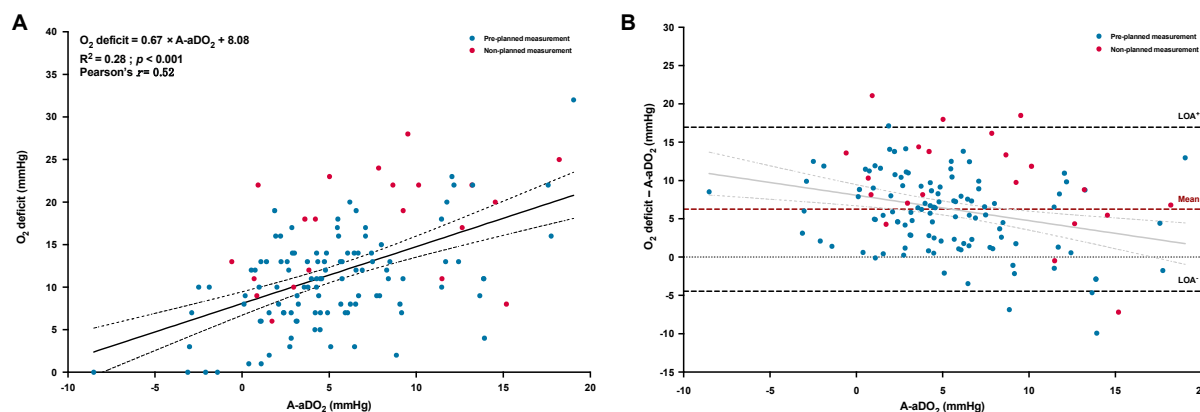 A
O2 deficit = 0.67 × A-aDO2 + 8.08
R2 = 0.28 ; p < 0.001
Pearson's r= 0.52
Pre-planned measurement
Non-planned measurement
40
35
30
25
20
15
10
5
0
O2 deficit (mmHg)
-10
-5
0
5
10
15
20
A-aDO2 (mmHg)
B
Pre-planned measurement
Non-planned measurement
30
25
20
15
10
5
0
-5
-10
-15
O2 deficit – A-aDO2 (mmHg)
LOA+
Mean
LOA-
-10
-5
0
5
10
15
A-aDO2 (mmHg)